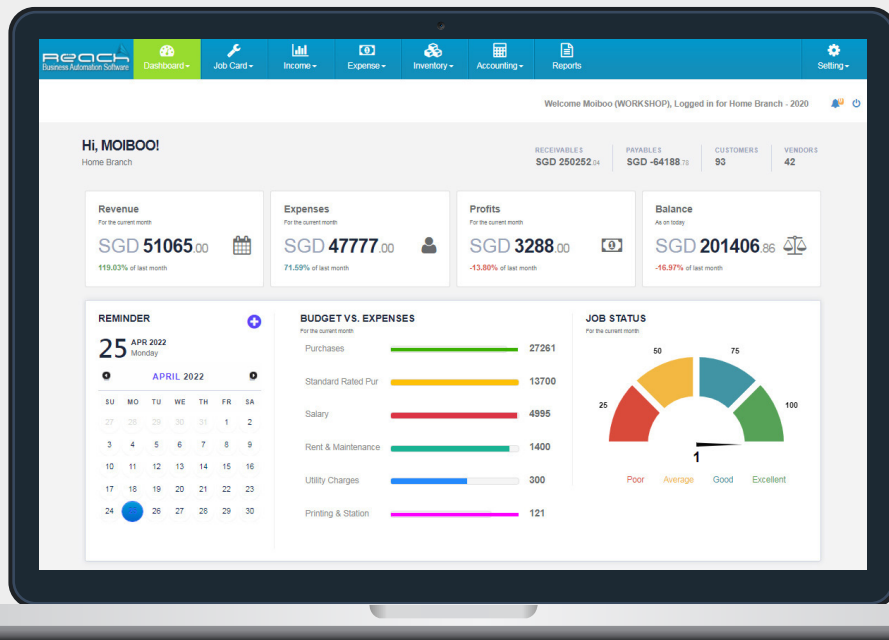 Reach
Business Automation Software
Dashboard
Job Card
Income
Expense
Inventory
Accounting
Reports
Setting
Welcome Moiboo (WORKSHOP), Logged in for Home Branch - 2020
Hi, MOIBOO!
Home Branch
RECEIVABLES
SGD 250252.04
PAYABLES
SGD -64188.78
CUSTOMERS
93
VENDORS
42
Revenue
For the current month
SGD 51065.00
119.03% of last month
Expenses
For the current month
SGD 47777.00
71.59% of last month
Profits
For the current month
SGD 3288.00
-13.80% of last month
Balance
As on today
SGD 201406.86
-16.97% of last month
REMINDER
25 APR 2022
Monday
APRIL 2022
SU MO TU WE TH FR SA
27 28 29 30 31 1 2
3 4 5 6 7 8 9
10 11 12 13 14 15 16
17 18 19 20 21 22 23
24 26 27 28 29 30
BUDGET VS. EXPENSES
For the current month
Purchases 27261
Standard Rated Pur 13700
Salary 4995
Rent & Maintenance 1400
Utility Charges 300
Printing & Station 121
JOB STATUS
For the current month
25
50
75
100
1
Poor Average Good Excellent